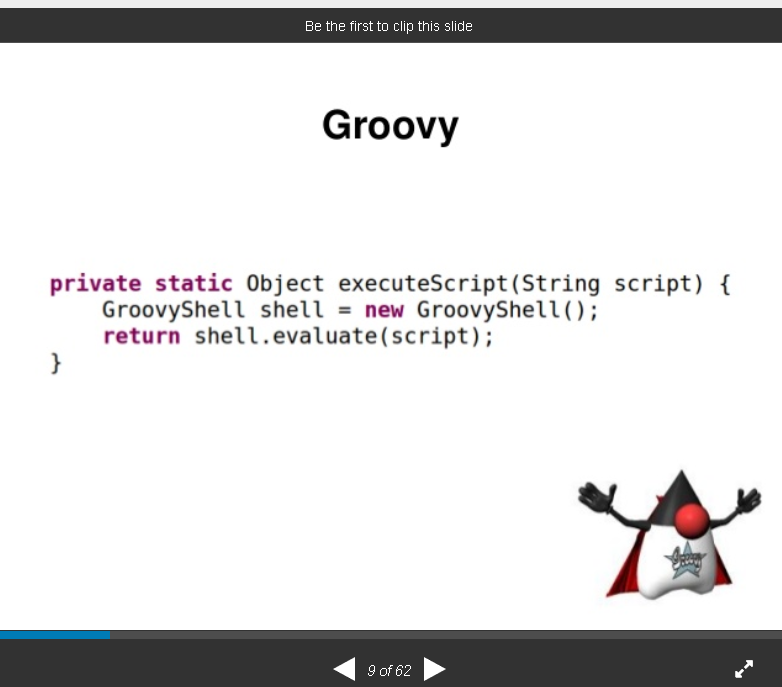 Be the first to clip this slide
Groovy
private static Object executeScript(String script) {
    GroovyShell shell = new GroovyShell();
    return shell.evaluate(script);
}
Groovy
9 of 62